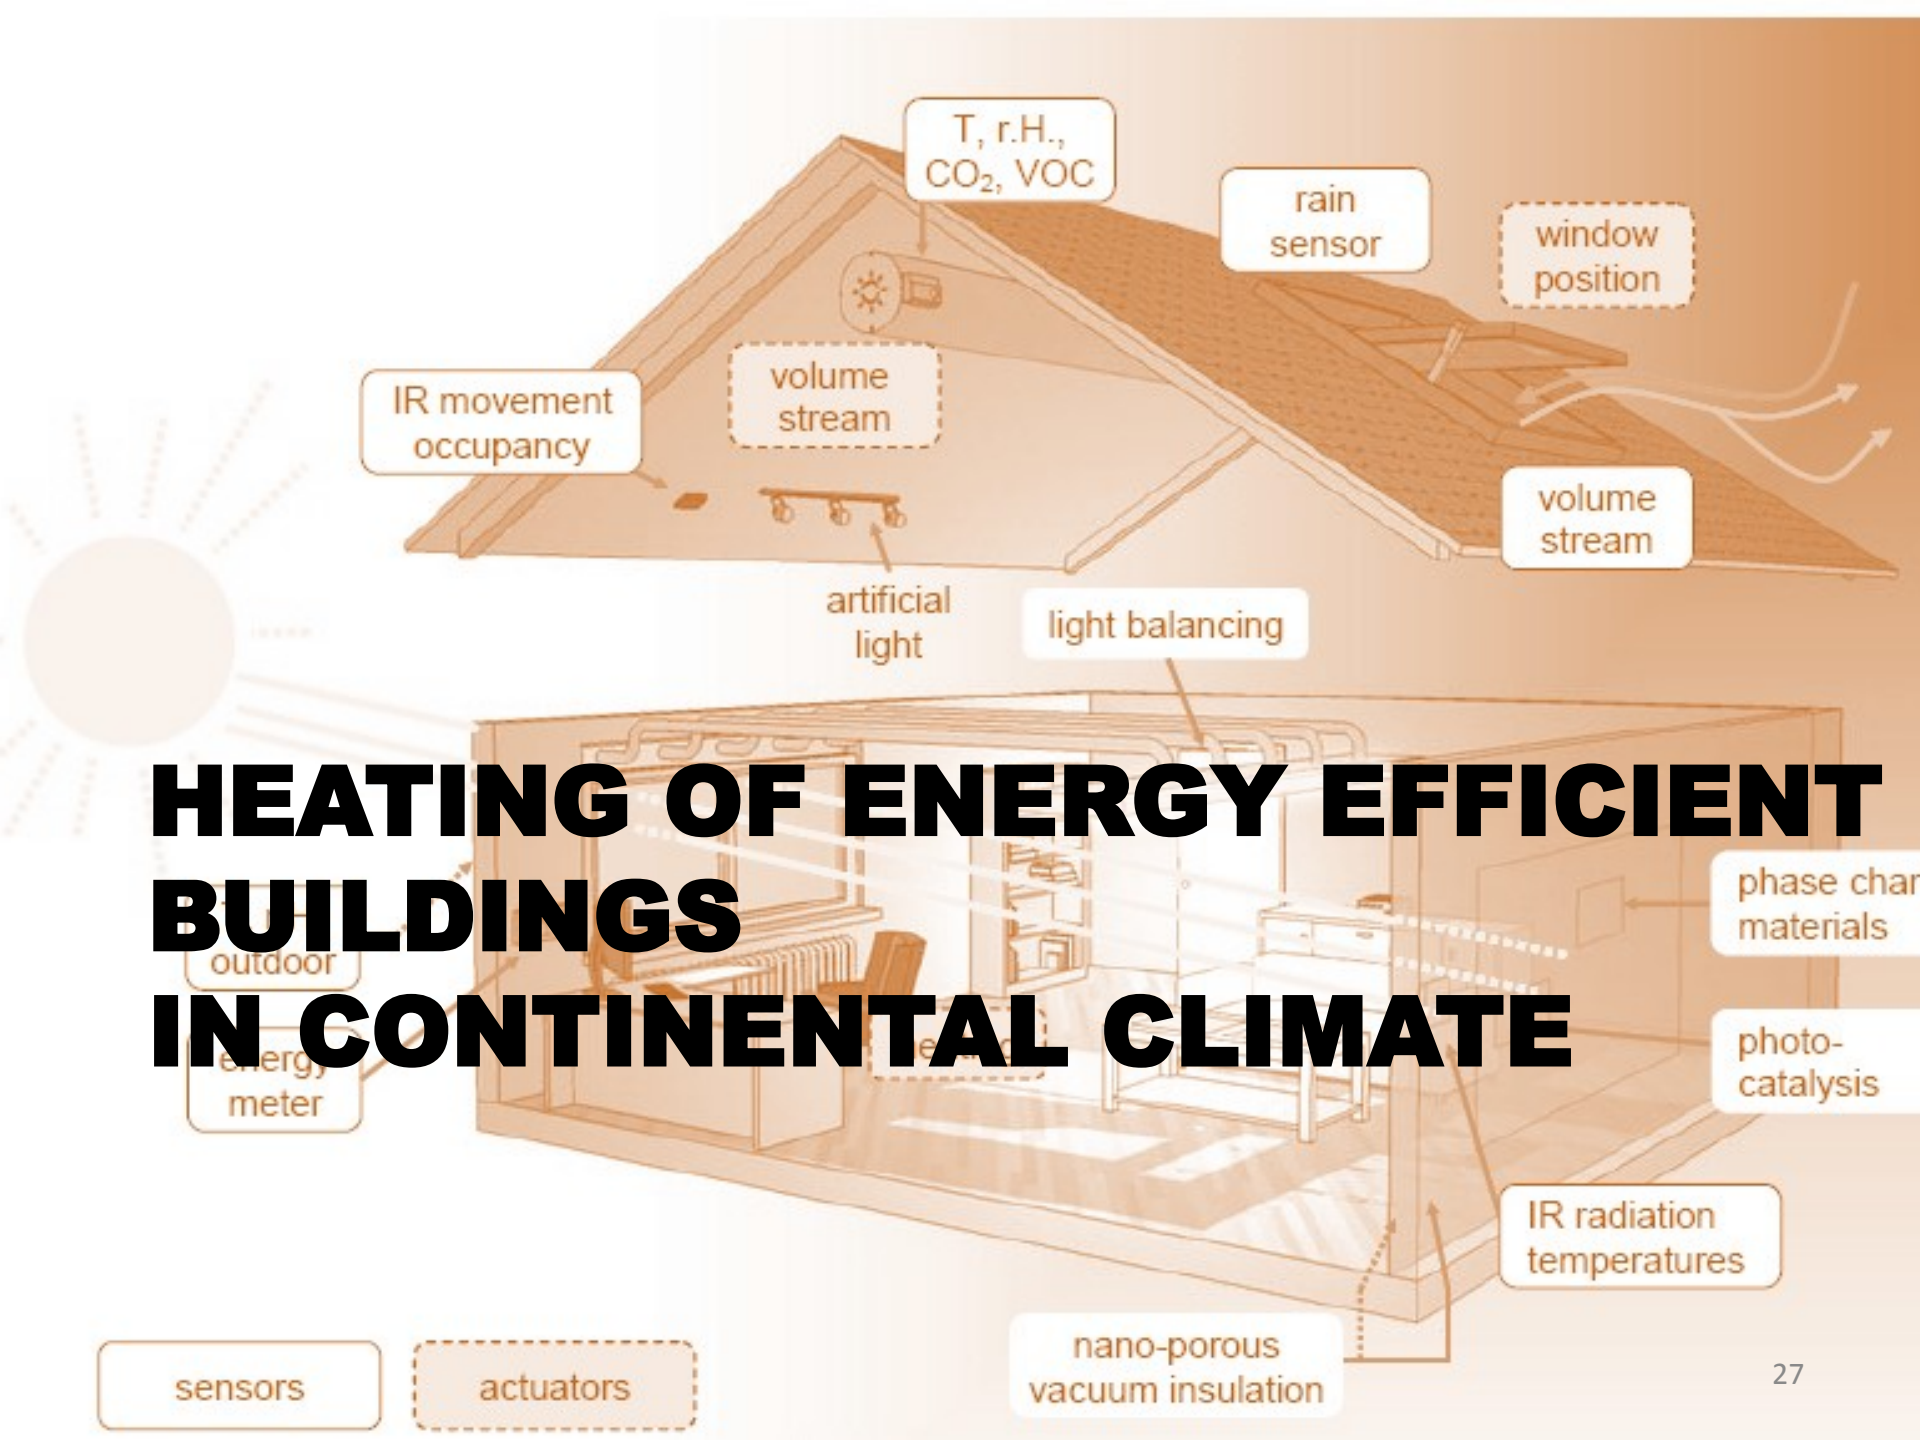 T, r.H.,
CO₂, VOC
rain
sensor
window
position
IR movement
occupancy
volume
stream
volume
stream
artificial
light
light balancing
HEATING OF ENERGY EFFICIENT
BUILDINGS
IN CONTINENTAL CLIMATE
phase
materials
outdoor
photo-
catalysis
energy
meter
IR radiation
temperatures
nano-porous
vacuum insulation
sensors
actuators
27